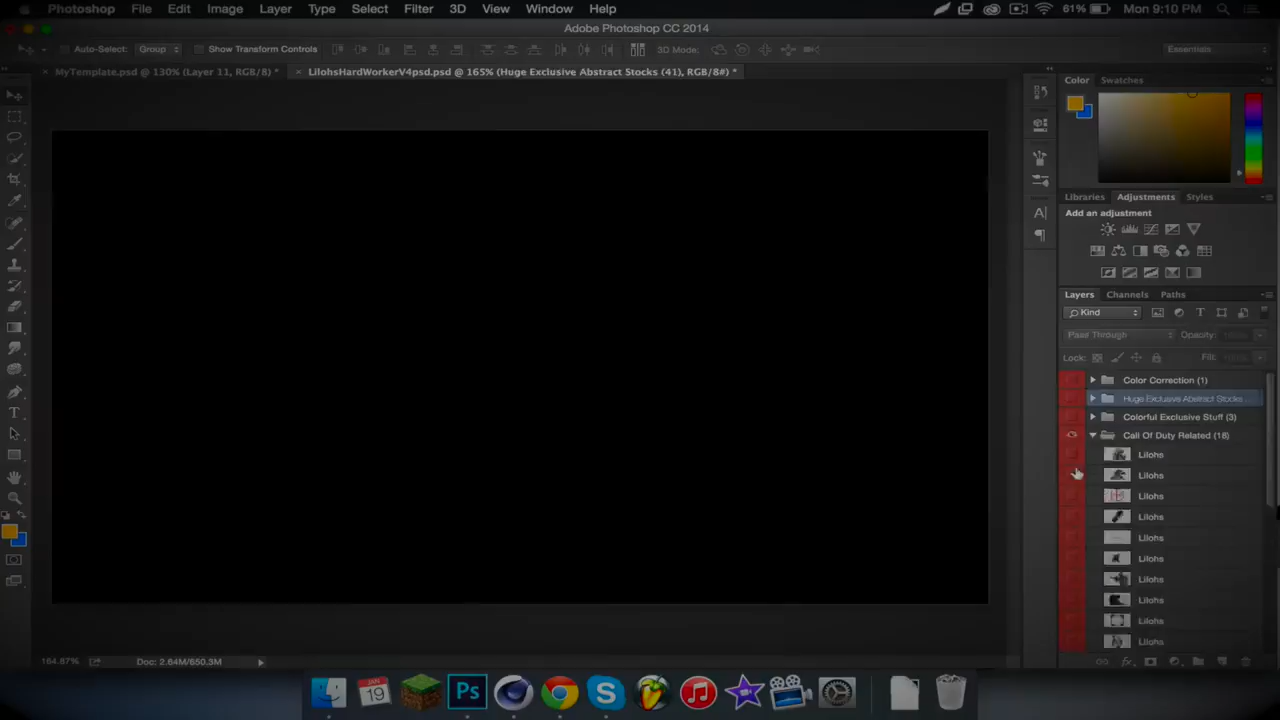 Photoshop File Edit Image Layer Type Select Filter 3D View Window Help 61% Mon 9:10 PM
Adobe Photoshop CC 2014
Auto-Select: Group Show Transform Controls 3D Mode: Essentials
MyTemplate.psd @ 130% (Layer 11, RGB/8) * LilohsHardWorkerV4psd.psd @ 165% (Huge Exclusive Abstract Stocks (41), RGB/8#) *
Color Swatches
Libraries Adjustments Styles
Add an adjustment
Layers Channels Paths
Kind
Pass Through Opacity:
Lock: Fill:
Color Correction (1)
Huge Exclusive Abstract Stocks ...
Colorful Exclusive Stuff (3)
Call Of Duty Related (18)
Lilohs
Lilohs
Lilohs
Lilohs
Lilohs
Lilohs
Lilohs
Lilohs
Lilohs
Lilohs
164.67% Doc: 2.64M/650.3M
JAN
19
Ps